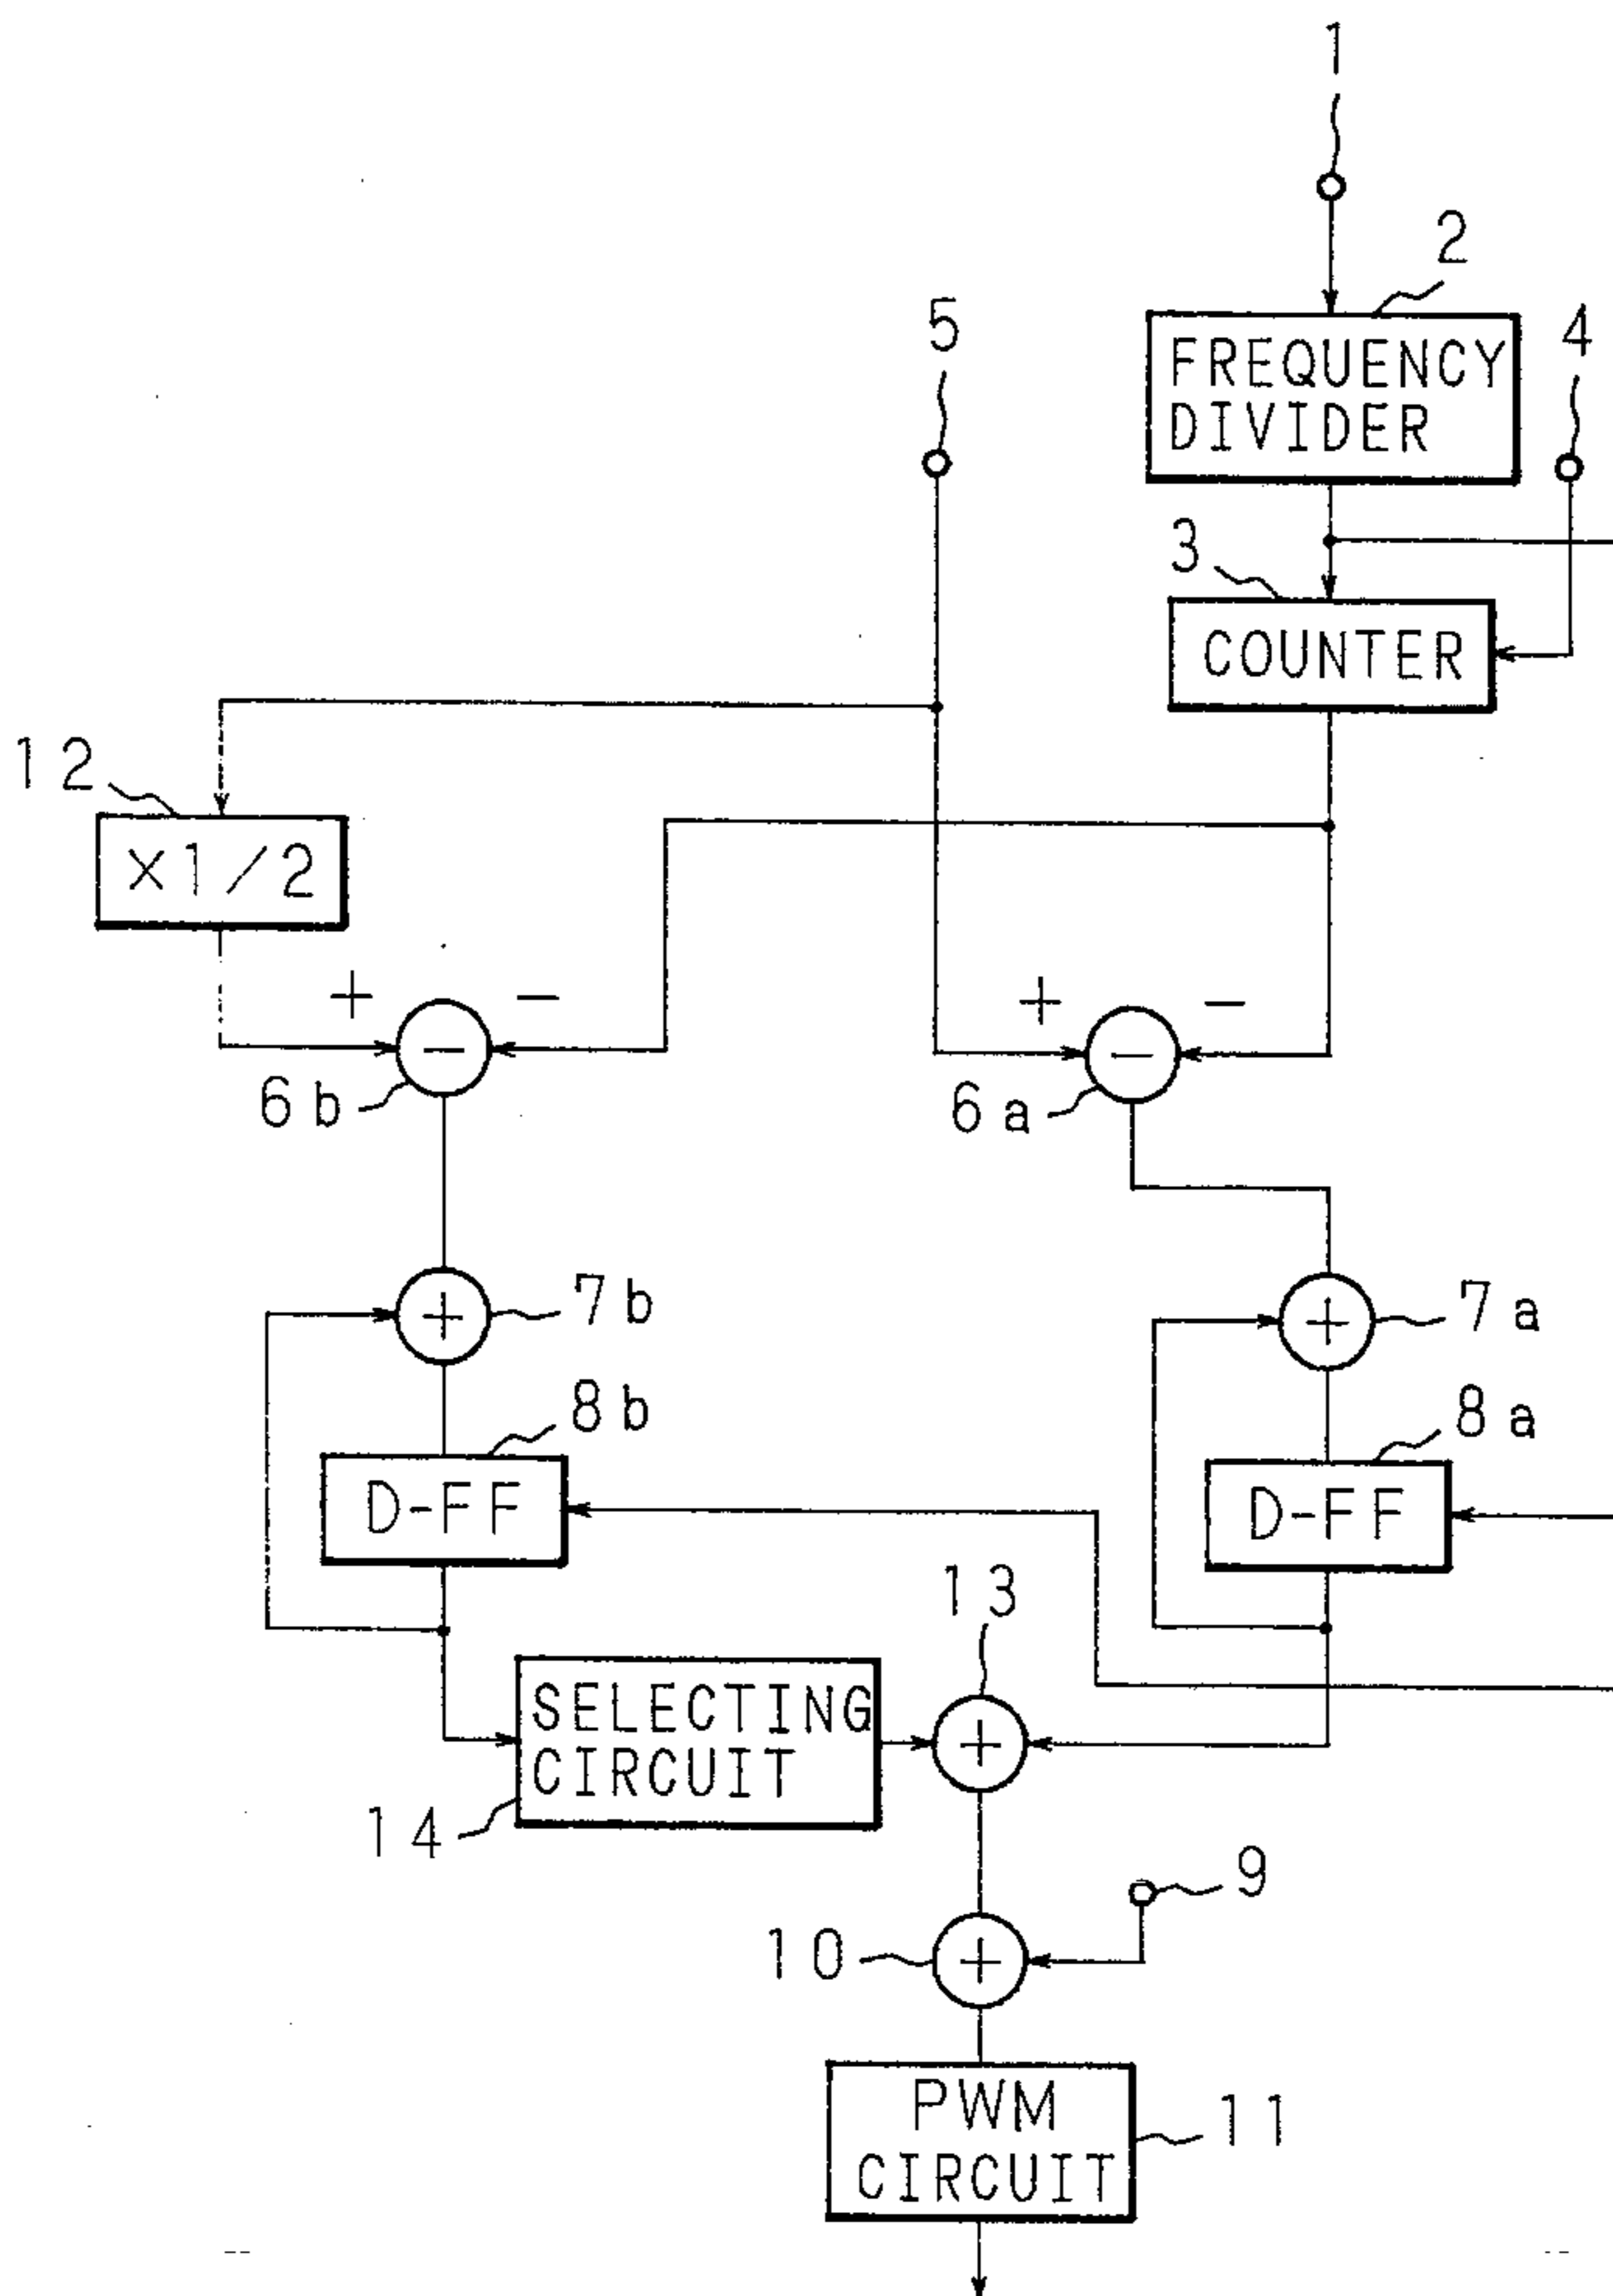 1
2
5
FREQUENCY
DIVIDER
4
3
COUNTER
12
×1/2
+
−
+
−
−
−
6b
6a
+
7b
+
7a
8b
8a
D-FF
D-FF
13
SELECTING
CIRCUIT
+
14
9
10
+
PWM
CIRCUIT
11